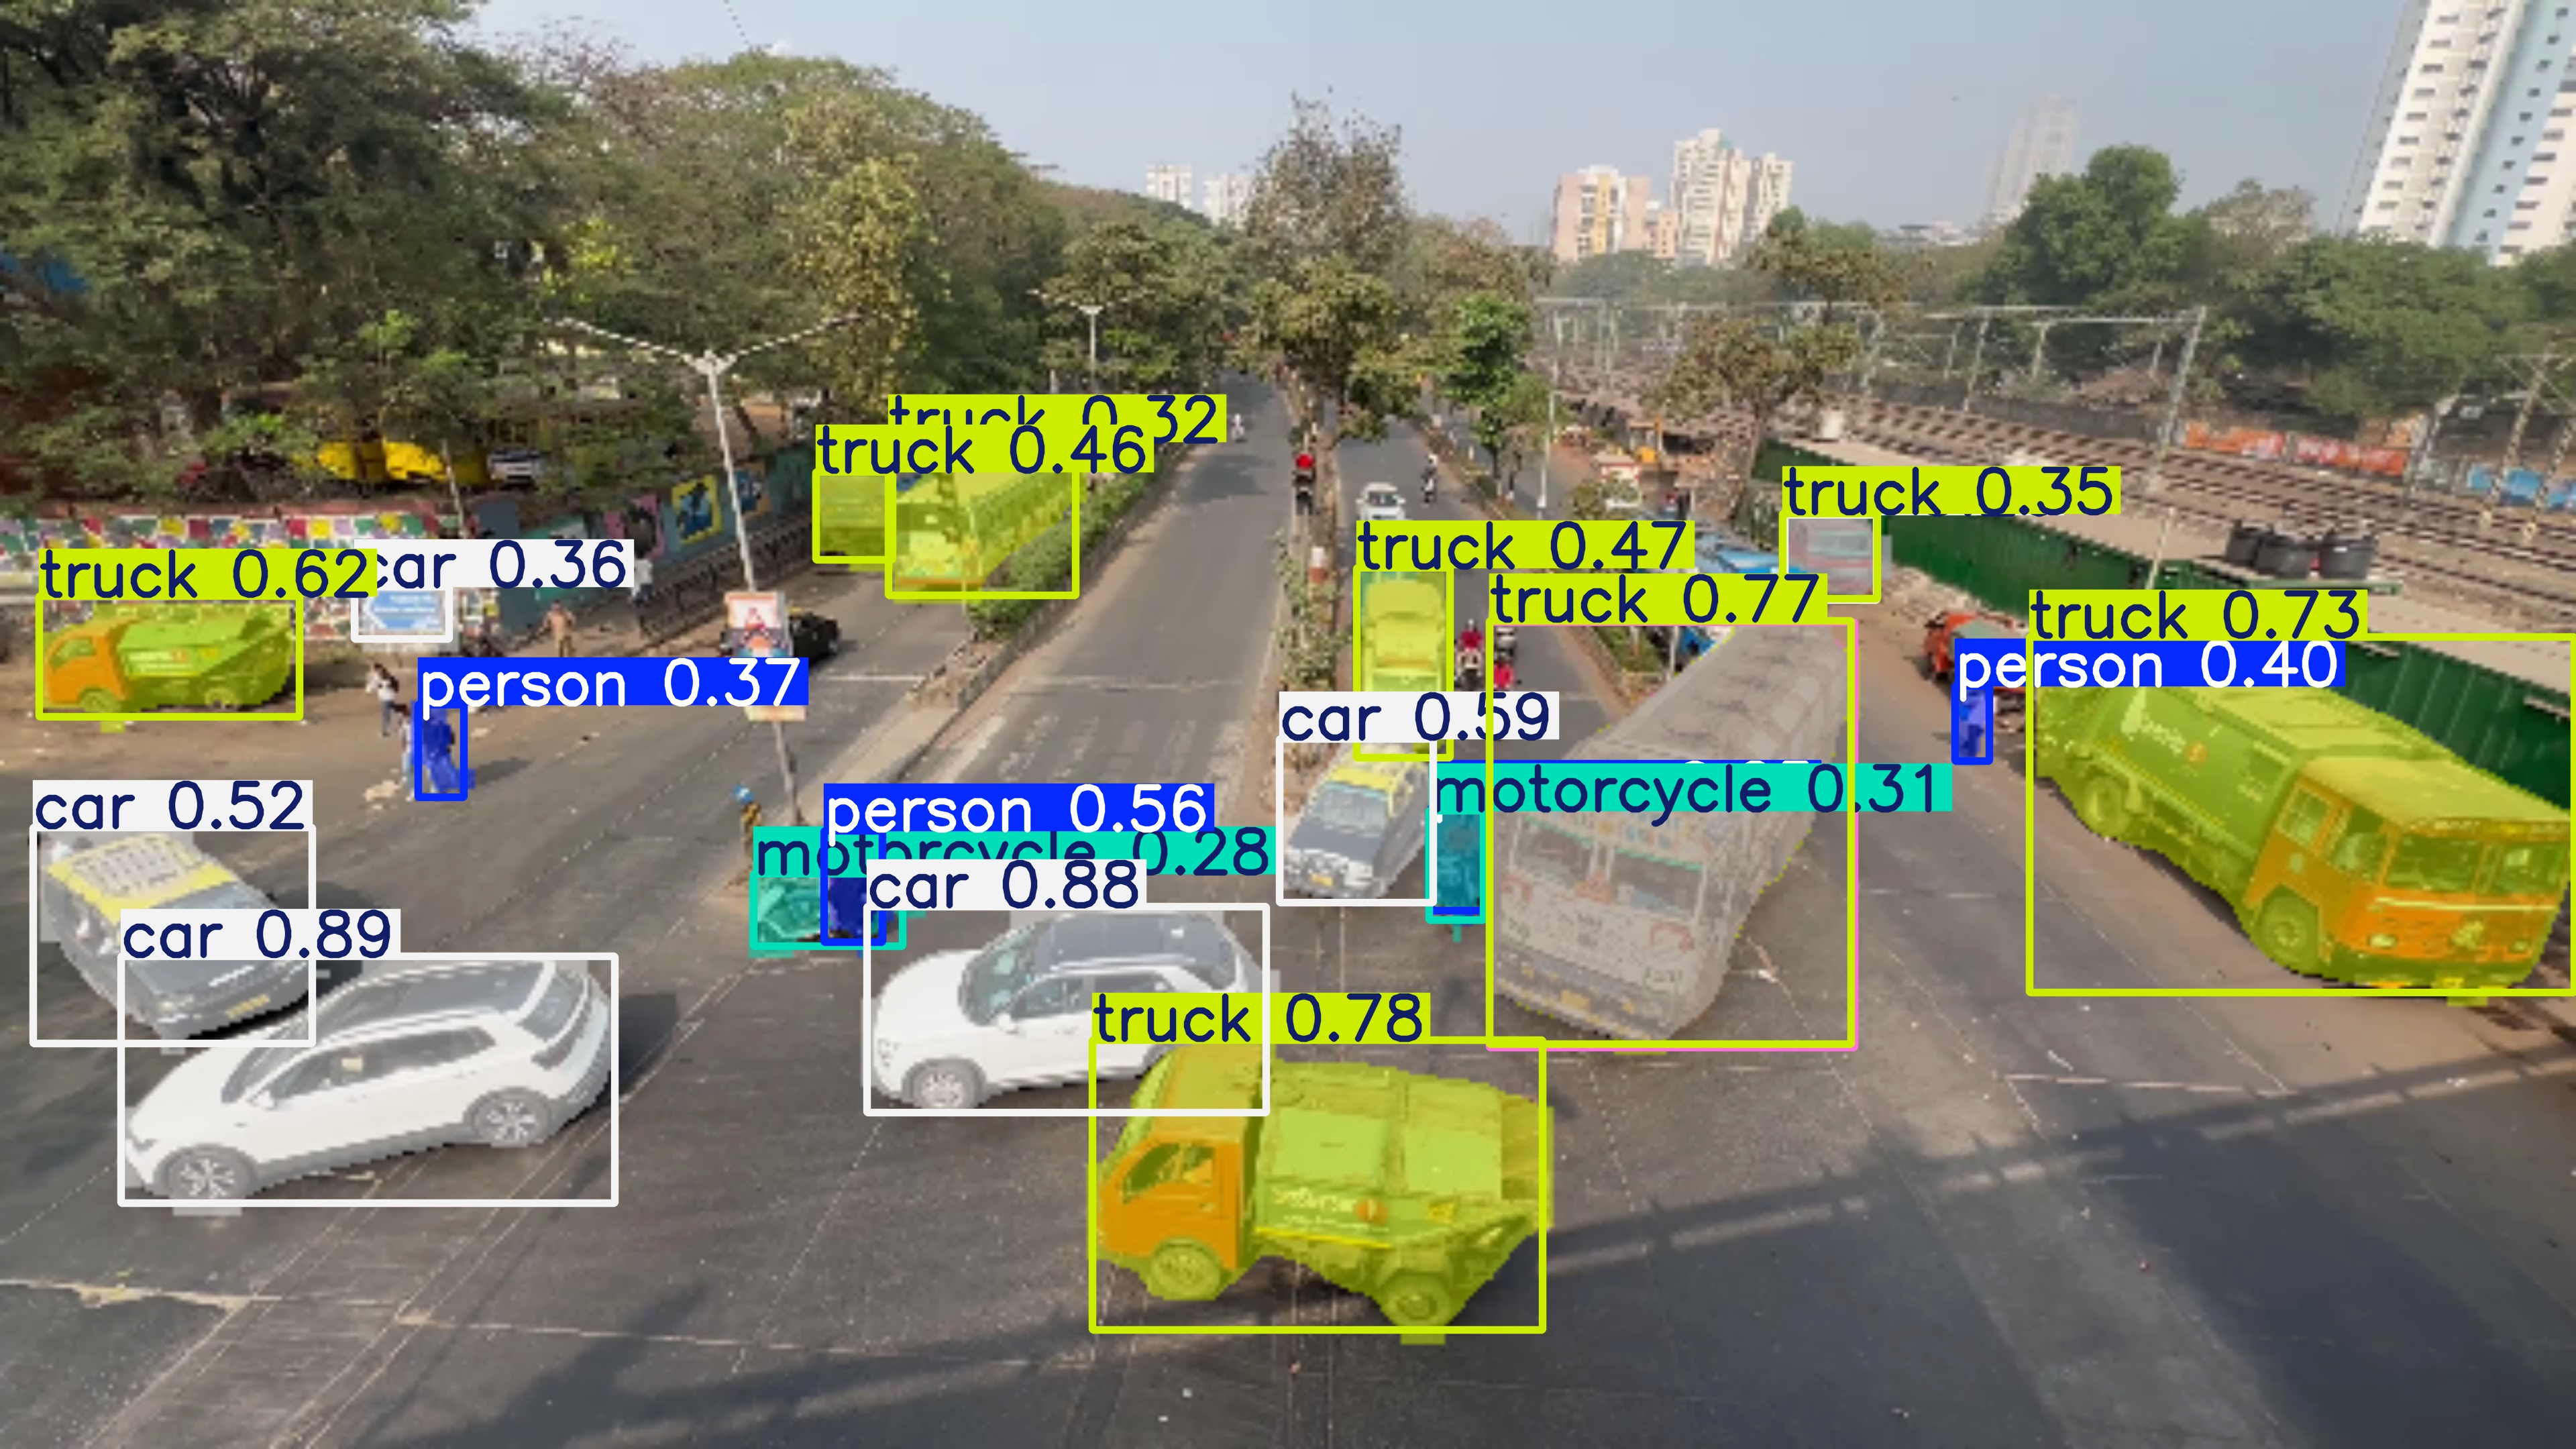 truck 0.32
truck 0.46
truck 0.35
truck 0.47
truck 0.62
car 0.36
truck 0.77
truck 0.73
person 0.40
person 0.37
car 0.59
motorcycle 0.31
car 0.52
person 0.56
motorcycle 0.28
car 0.88
car 0.89
truck 0.78